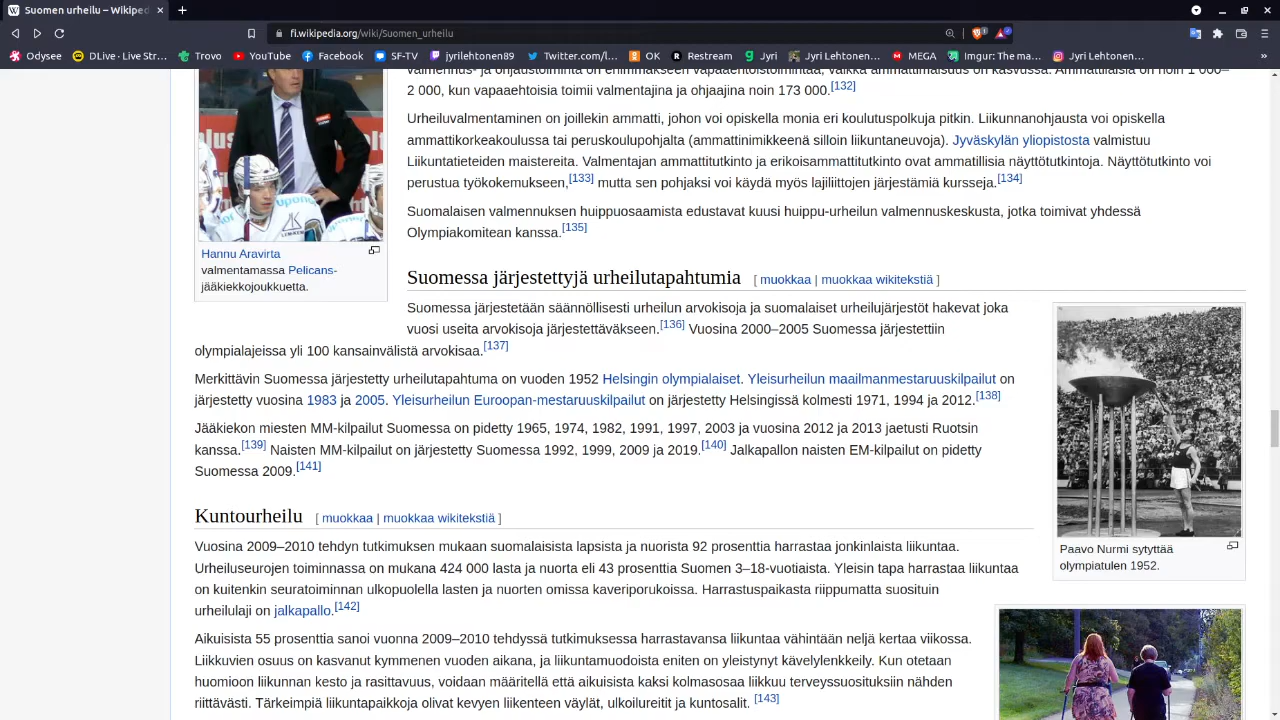 Suomen urheilu – Wikiped
fi.wikipedia.org/wiki/Suomen_urheilu
Odysee
DLive · Live Str...
Trovo
YouTube
Facebook
SF-TV
jyrilehtonen89
Twitter.com/l...
OK
Restream
Jyri
Jyri Lehtonen...
MEGA
Imgur: The ma...
Jyri Lehtonen...
»
valmennus- ja ohjaustoiminta on enimmäkseen vapaaehtoistoimintaa, vaikka ammattimaisuus on kasvussa. Ammattilaisia on noin 1 000–
2 000, kun vapaaehtoisia toimii valmentajina ja ohjaajina noin 173 000.[132]
Urheiluvalmentaminen on joillekin ammatti, johon voi opiskella monia eri koulutuspolkuja pitkin. Liikunnanohjausta voi opiskella
ammattikorkeakoulussa tai peruskoulupohjalta (ammattinimikkeenä silloin liikuntaneuvoja). Jyväskylän yliopistosta valmistuu
Liikuntatieteiden maistereita. Valmentajan ammattitutkinto ja erikoisammattitutkinto ovat ammatillisia näyttötutkintoja. Näyttötutkinto voi
perustua työkokemukseen,[133] mutta sen pohjaksi voi käydä myös lajiliittojen järjestämiä kursseja.[134]
Suomalaisen valmennuksen huippuosaamista edustavat kuusi huippu-urheilun valmennuskeskusta, jotka toimivat yhdessä
Olympiakomitean kanssa.[135]
Hannu Aravirta
valmentamassa Pelicans-
jääkiekkojoukkuetta.
Suomessa järjestettyjä urheilutapahtumia [ muokkaa | muokkaa wikitekstiä ]
Suomessa järjestetään säännöllisesti urheilun arvokisoja ja suomalaiset urheilujärjestöt hakevat joka
vuosi useita arvokisoja järjestettäväkseen.[136] Vuosina 2000–2005 Suomessa järjestettiin
olympialajeissa yli 100 kansainvälistä arvokisaa.[137]
Merkittävin Suomessa järjestetty urheilutapahtuma on vuoden 1952 Helsingin olympialaiset. Yleisurheilun maailmanmestaruuskilpailut on
järjestetty vuosina 1983 ja 2005. Yleisurheilun Euroopan-mestaruuskilpailut on järjestetty Helsingissä kolmesti 1971, 1994 ja 2012.[138]
Jääkiekon miesten MM-kilpailut Suomessa on pidetty 1965, 1974, 1982, 1991, 1997, 2003 ja vuosina 2012 ja 2013 jaetusti Ruotsin
kanssa.[139] Naisten MM-kilpailut on järjestetty Suomessa 1992, 1999, 2009 ja 2019.[140] Jalkapallon naisten EM-kilpailut on pidetty
Suomessa 2009.[141]
Paavo Nurmi sytyttää
olympiatulen 1952.
Kuntourheilu [ muokkaa | muokkaa wikitekstiä ]
Vuosina 2009–2010 tehdyn tutkimuksen mukaan suomalaisista lapsista ja nuorista 92 prosenttia harrastaa jonkinlaista liikuntaa.
Urheiluseurojen toiminnassa on mukana 424 000 lasta ja nuorta eli 43 prosenttia Suomen 3–18-vuotiaista. Yleisin tapa harrastaa liikuntaa
on kuitenkin seuratoiminnan ulkopuolella lasten ja nuorten omissa kaveriporukoissa. Harrastuspaikasta riippumatta suosituin
urheilulaji on jalkapallo.[142]
Aikuisista 55 prosenttia sanoi vuonna 2009–2010 tehdyssä tutkimuksessa harrastavansa liikuntaa vähintään neljä kertaa viikossa.
Liikkuvien osuus on kasvanut kymmenen vuoden aikana, ja liikuntamuodoista eniten on yleistynyt kävelylenkkeily. Kun otetaan
huomioon liikunnan kesto ja rasittavuus, voidaan määritellä että aikuisista kaksi kolmasosaa liikkuu terveyssuosituksiin nähden
riittävästi. Tärkeimpiä liikuntapaikkoja olivat kevyen liikenteen väylät, ulkoilureitit ja kuntosalit. [143]